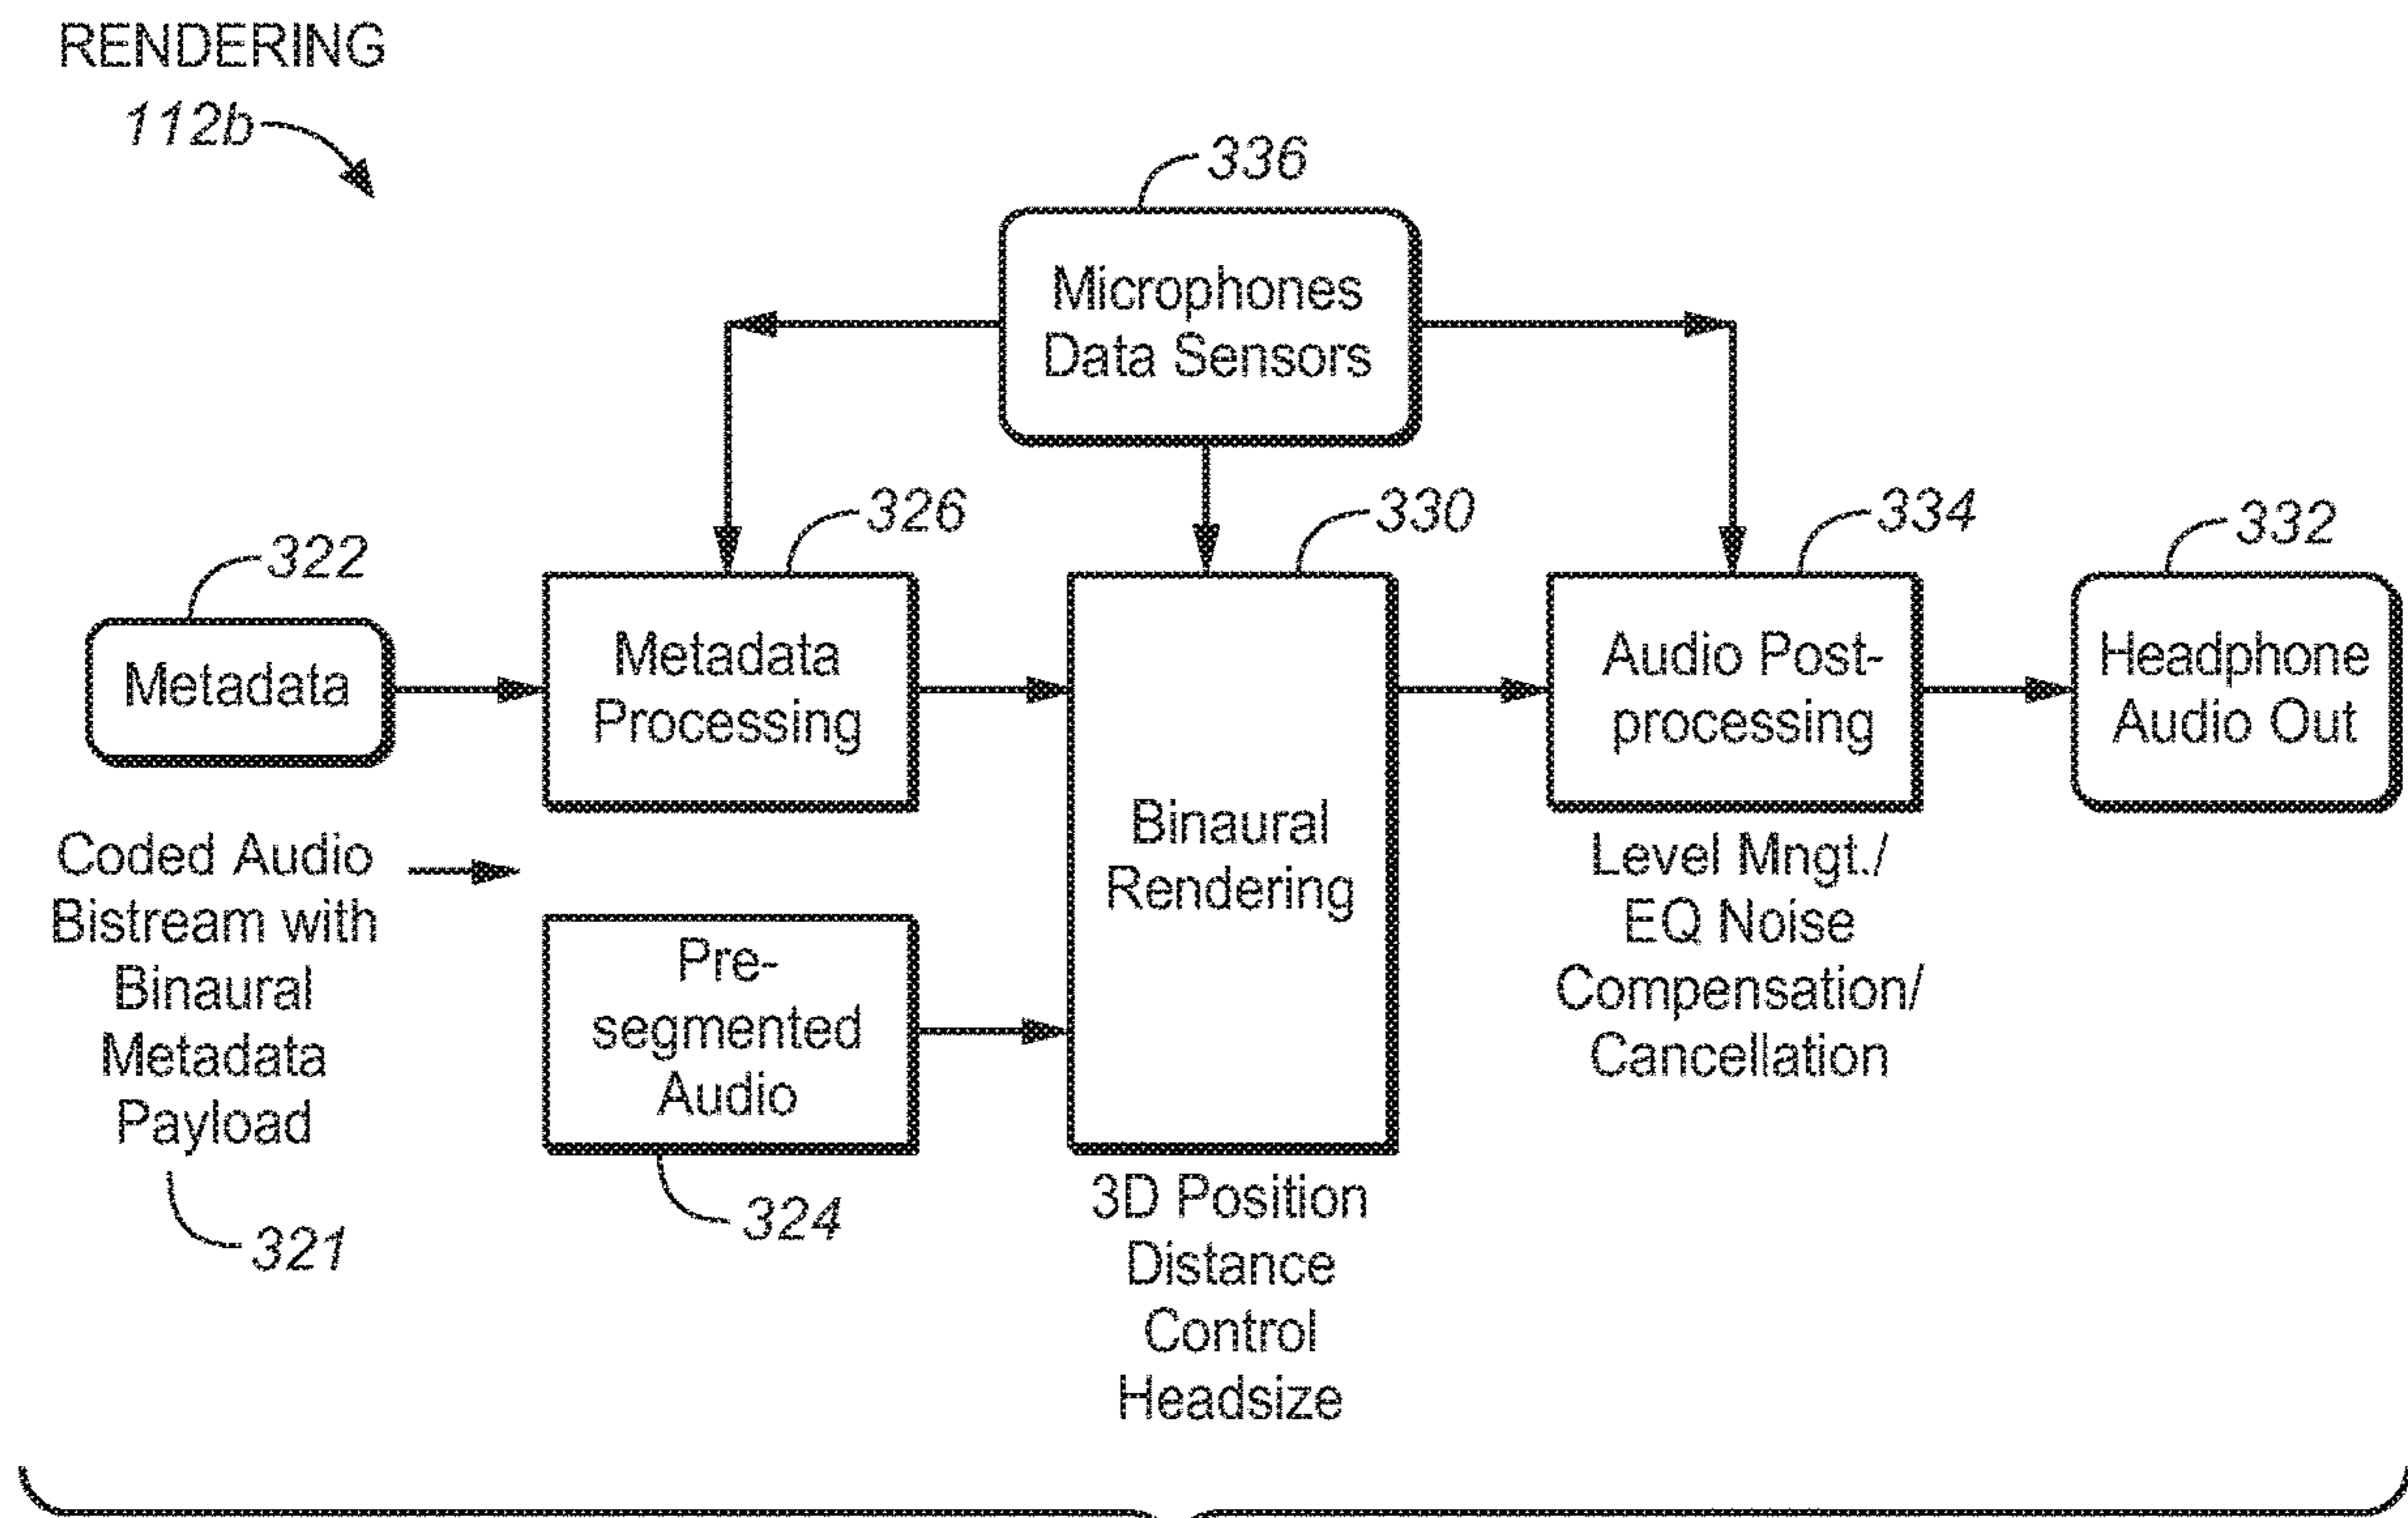 RENDERING
112b
336
Microphones
Data Sensors
322
326
330
334
332
Metadata
Metadata
Processing
Binaural
Rendering
Audio Post-
processing
Headphone
Audio Out
Coded Audio
Bistream with
Binaural
Metadata
Payload
321
Pre-
segmented
Audio
324
3D Position
Distance
Control
Headsize
Level Mngt./
EQ Noise
Compensation/
Cancellation